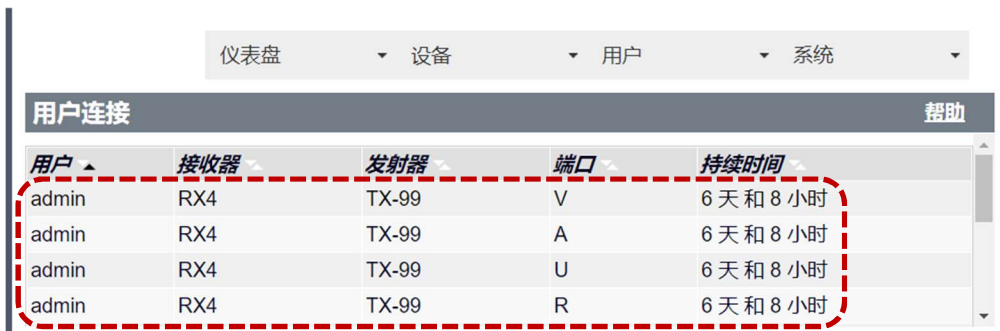 仪表盘 设备 用户 系统
用户连接 帮助
用户 接收器 发射器 端口 持续时间
admin RX4 TX-99 V 6 天 和 8 小时
admin RX4 TX-99 A 6 天 和 8 小时
admin RX4 TX-99 U 6 天 和 8 小时
admin RX4 TX-99 R 6 天 和 8 小时